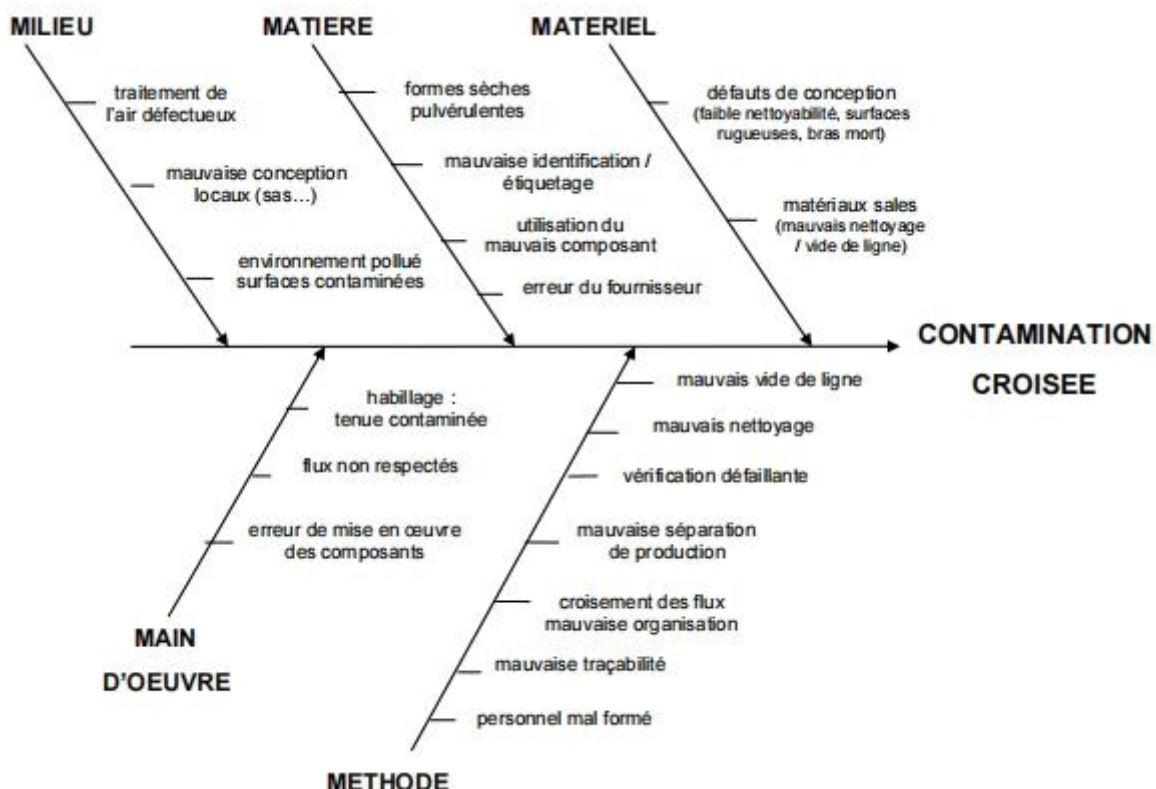 MILIEU
MATIERE
MATERIEL
traitement de
l'air défectueux
mauvaise conception
locaux (sas...)
environnement pollué
surfaces contaminées
formes sèches
pulvérulentes
mauvaise identification /
étiquetage
utilisation du
mauvais composant
erreur du fournisseur
défauts de conception
(faible nettoyabilité, surfaces
rugueuses, bras mort)
matériaux sales
(mauvais nettoyage
/ vide de ligne)
CONTAMINATION
CROISEE
habillage :
tenue contaminée
flux non respectés
erreur de mise en œuvre
des composants
MAIN
D'OEUVRE
mauvais vide de ligne
mauvais nettoyage
vérification défaillante
mauvaise séparation
de production
croisement des flux
mauvaise organisation
mauvaise traçabilité
personnel mal formé
METHODE